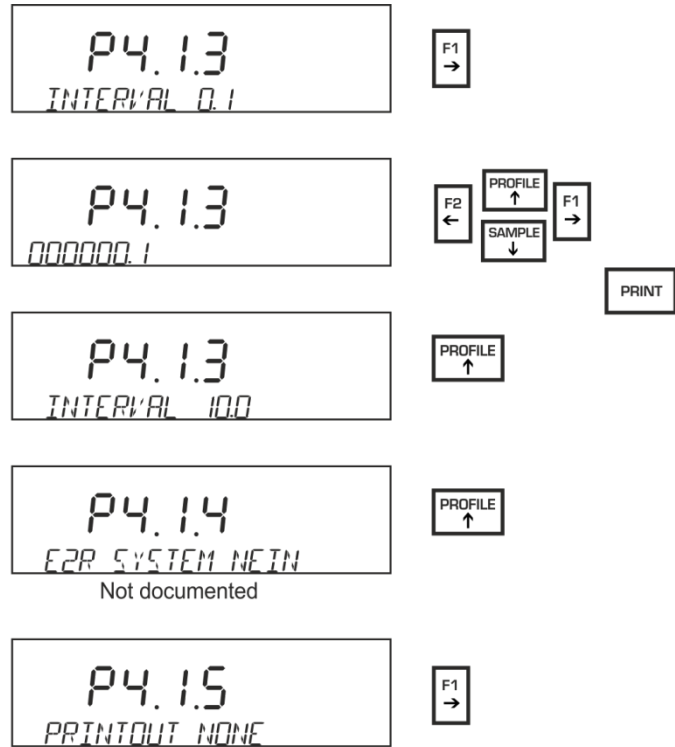 P4.1.3
INTERVAL 0.1
F1
→
P4.1.3
000000.1
F2
←
PROFILE
↑
SAMPLE
↓
F1
→
PRINT
P4.1.3
INTERVAL 10.0
PROFILE
↑
P4.1.4
E2R SYSTEM NEIN
PROFILE
↑
Not documented
P4.1.5
PRINTOUT NONE
F1
→